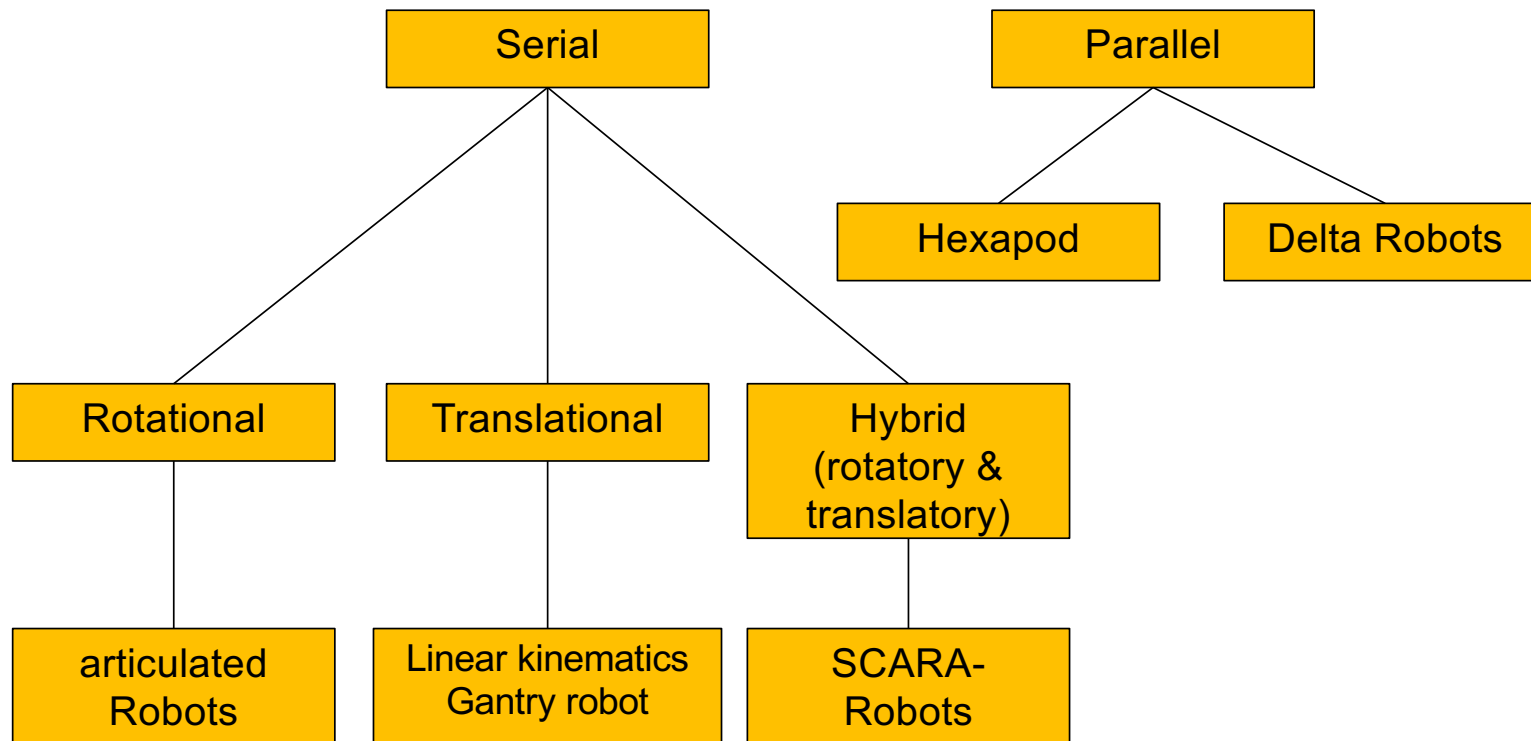 Serial
Parallel
Hexapod
Delta Robots
Rotational
Translational
Hybrid
(rotatory &
translatory)
articulated
Robots
Linear kinematics
Gantry robot
SCARA-
Robots